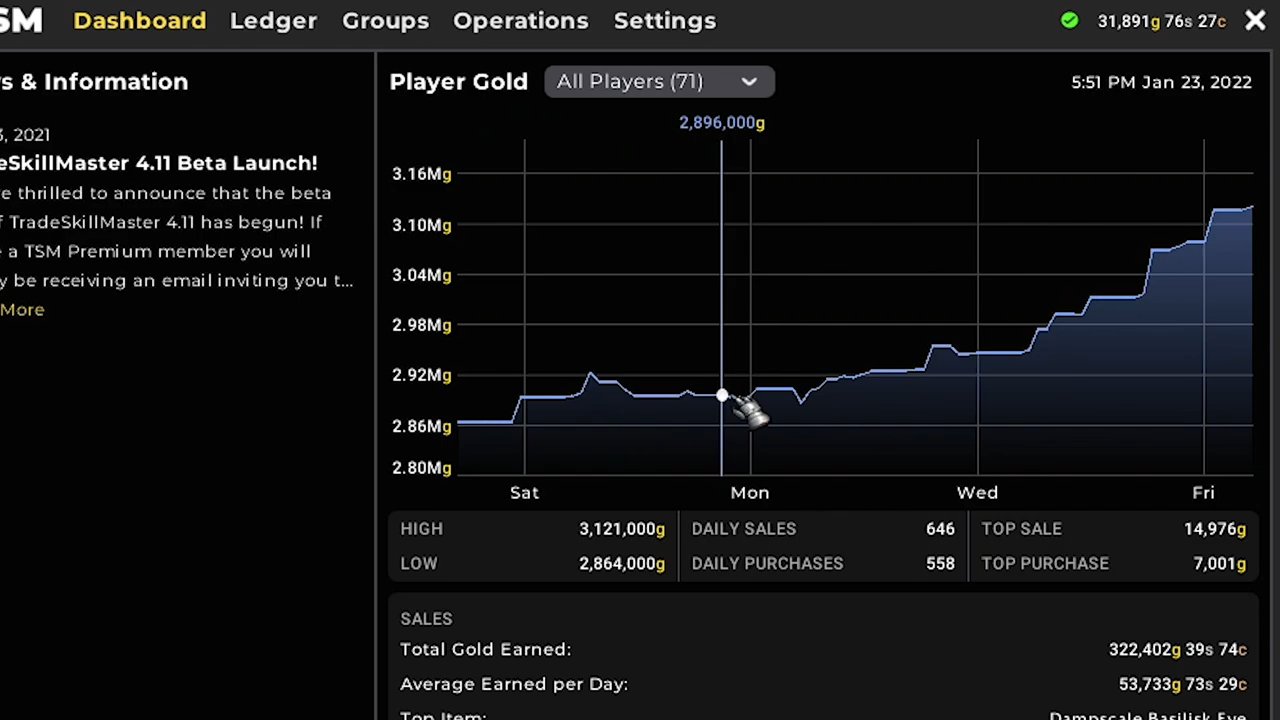 SM Dashboard Ledger Groups Operations Settings 31,891g 76s 27c
s & Information
3, 2021
eSkillMaster 4.11 Beta Launch!
e thrilled to announce that the beta
f TradeSkillMaster 4.11 has begun! If
e a TSM Premium member you will
y be receiving an email inviting you t...
More
Player Gold All Players (71) 5:51 PM Jan 23, 2022
2,896,000g
3.16Mg
3.10Mg
3.04Mg
2.98Mg
2.92Mg
2.86Mg
2.80Mg
Sat Mon Wed Fri
HIGH 3,121,000g DAILY SALES 646 TOP SALE 14,976g
LOW 2,864,000g DAILY PURCHASES 558 TOP PURCHASE 7,001g
SALES
Total Gold Earned: 322,402g 39s 74c
Average Earned per Day: 53,733g 73s 29c
Top Item: Dampscale Basilisk Eye